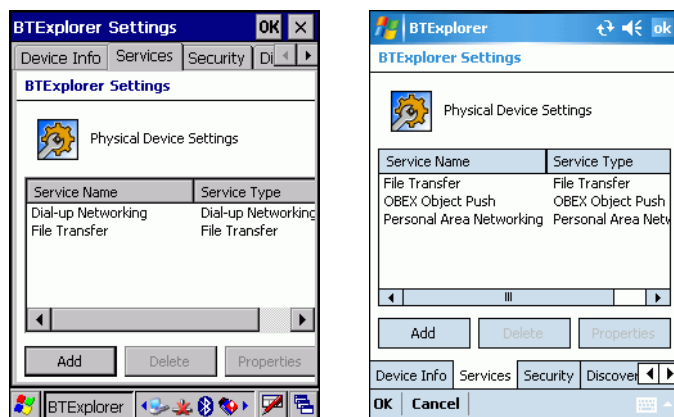 BTExplorer Settings OK
Device Info Services Security Di
BTExplorer Settings
Physical Device Settings
Service Name Service Type
Dial-up Networking Dial-up Networking
File Transfer File Transfer
Add Delete Properties
BTExplorer
BTExplorer ok
BTExplorer Settings
Physical Device Settings
Service Name Service Type
File Transfer File Transfer
OBEX Object Push OBEX Object Push
Personal Area Networking Personal Area Netw
Add Delete Properties
Device Info Services Security Discover
OK Cancel